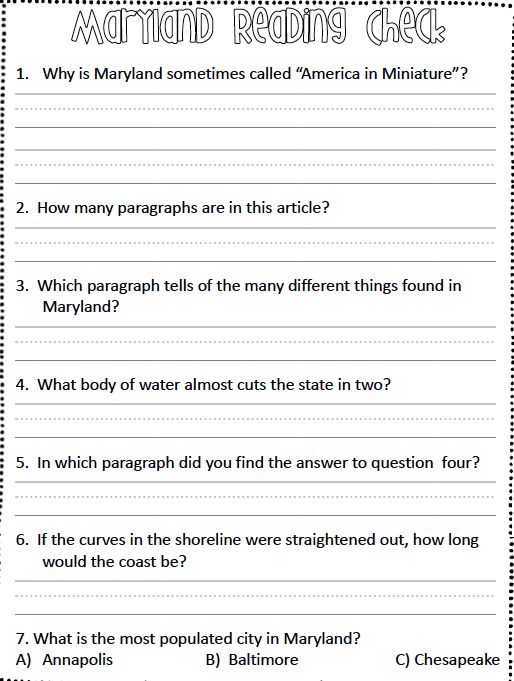 Maryland Reading Check
1. Why is Maryland sometimes called “America in Miniature”?
2. How many paragraphs are in this article?
3. Which paragraph tells of the many different things found in
Maryland?
4. What body of water almost cuts the state in two?
5. In which paragraph did you find the answer to question four?
6. If the curves in the shoreline were straightened out, how long
would the coast be?
7. What is the most populated city in Maryland?
A) Annapolis B) Baltimore C) Chesapeake